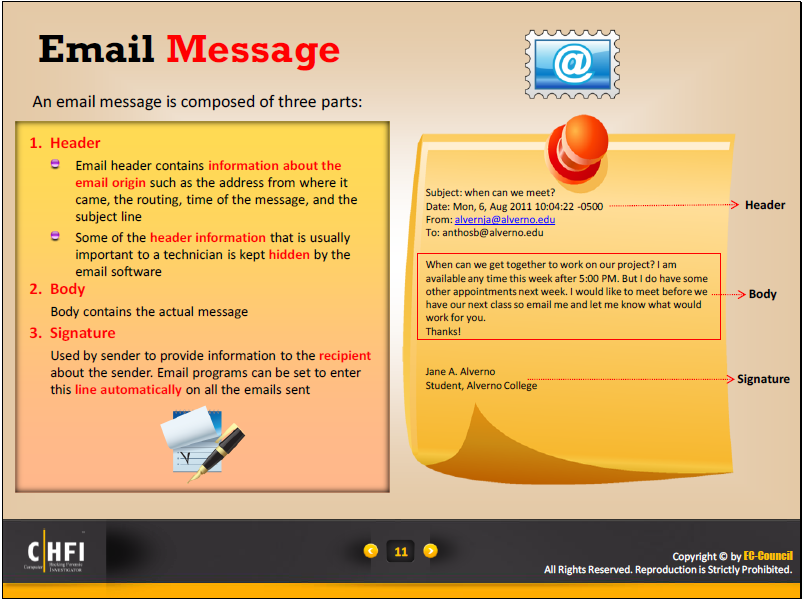 Email Message
An email message is composed of three parts:
1. Header
Email header contains information about the
email origin such as the address from where it
came, the routing, time of the message, and the
subject line
Some of the header information that is usually
important to a technician is kept hidden by the
email software
2. Body
Body contains the actual message
3. Signature
Used by sender to provide information to the recipient
about the sender. Email programs can be set to enter
this line automatically on all the emails sent
@
Subject: when can we meet?
Date: Mon, 6, Aug 2011 10:04:22 -0500
From: alvernja@alverno.edu
To: anthosb@alverno.edu
Header
When can we get together to work on our project? I am
available any time this week after 5:00 PM. But I do have some
other appointments next week. I would like to meet before we
have our next class so email me and let me know what would
work for you.
Thanks!
Body
Jane A. Alverno
Student, Alverno College
Signature
CHFI
Computer Hacking Forensic
INVESTIGATOR
11
Copyright © by EC-Council
All Rights Reserved. Reproduction is Strictly Prohibited.